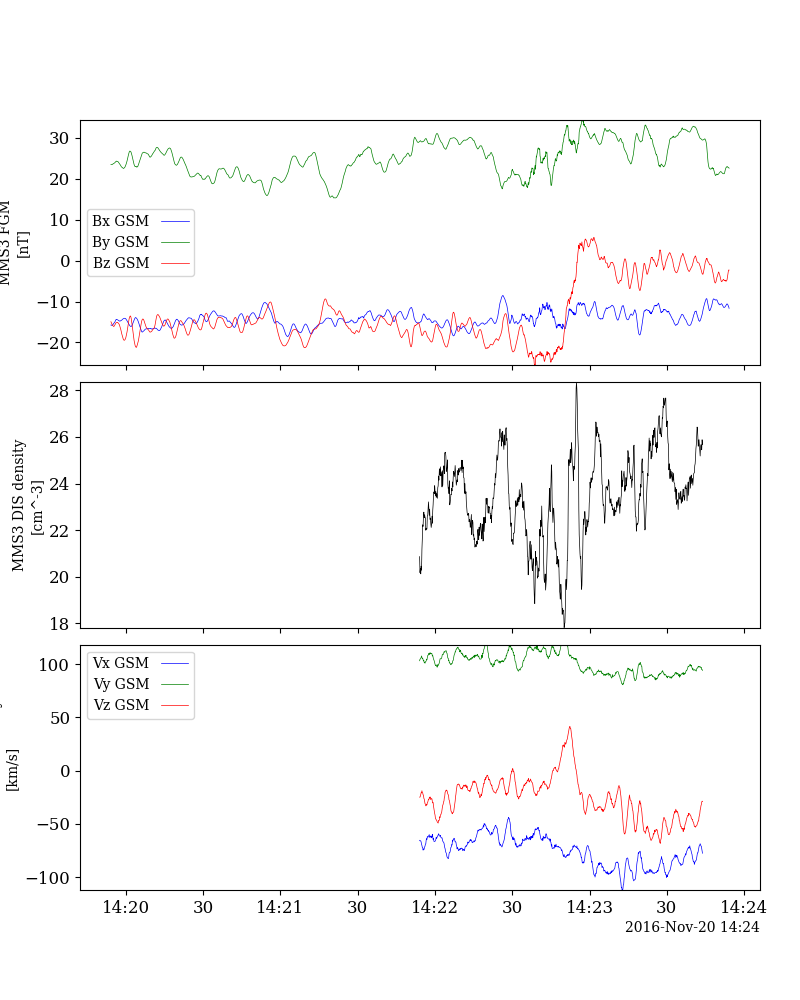 30
20
10
0
−10
−20
MMS3 FGM
[nT]
Bx GSM
By GSM
Bz GSM
28
26
24
22
20
18
MMS3 DIS density
[cm^-3]
100
50
0
−50
−100
[km/s]
Vx GSM
Vy GSM
Vz GSM
14:20
30
14:21
30
14:22
30
14:23
30
14:24
2016-Nov-20 14:24